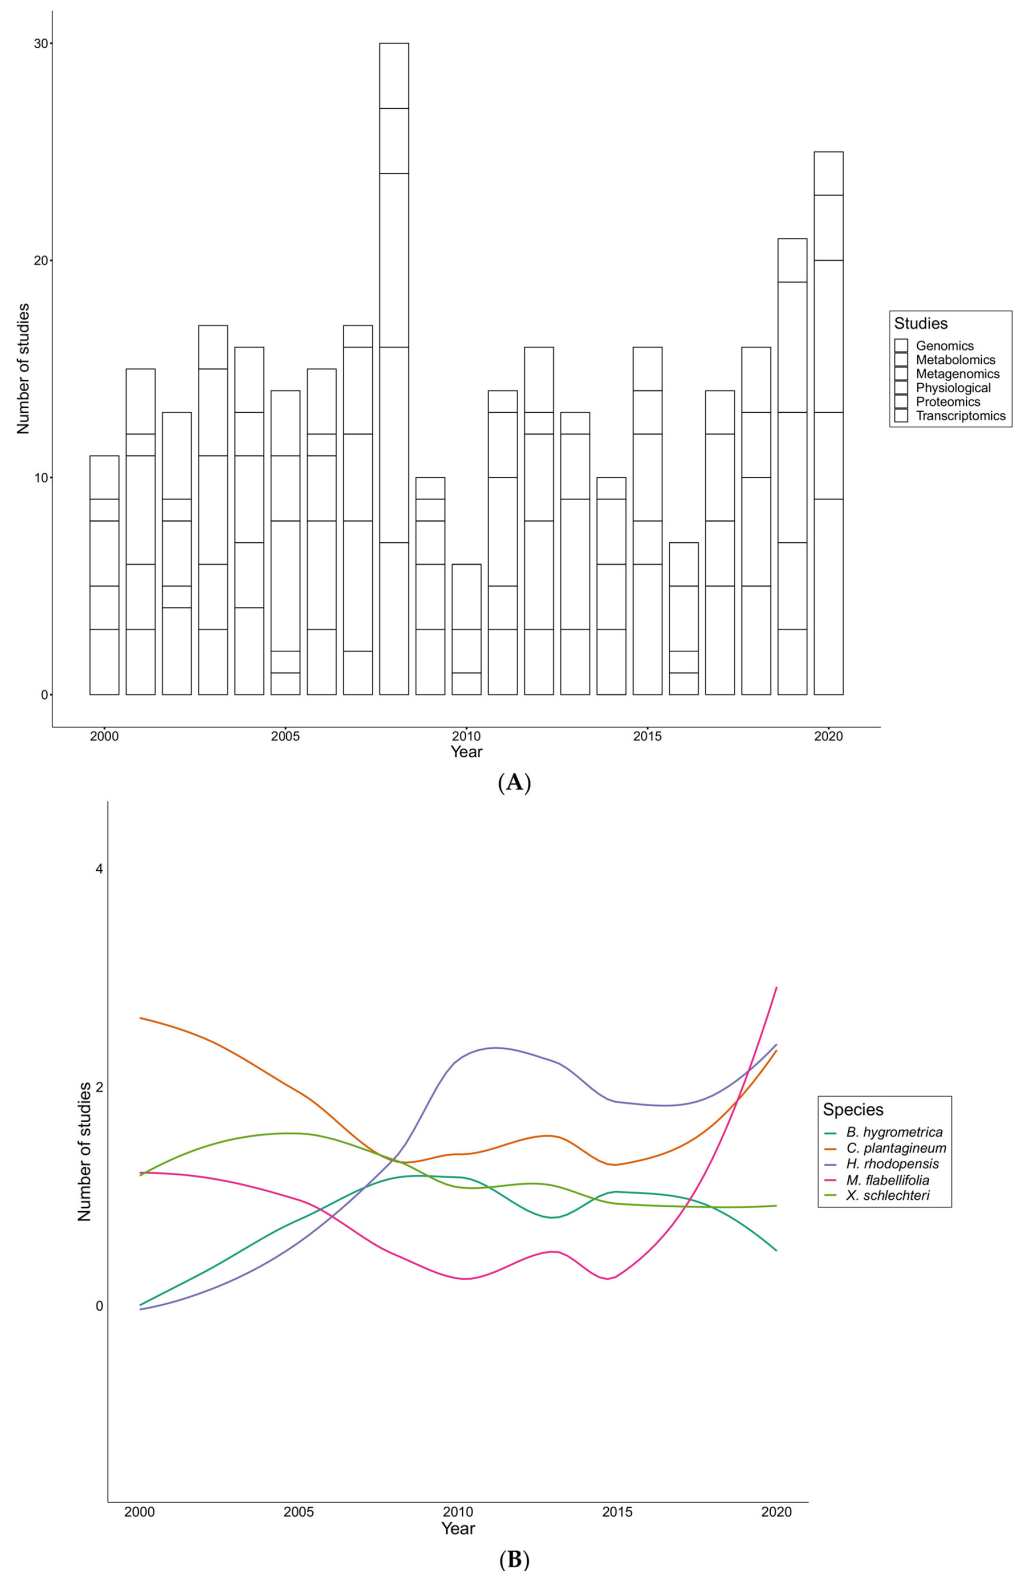 30
20
10
0
Number of studies
2000
2005
2010
2015
2020
Year
Studies
Genomics
Metabolomics
Metagenomics
Physiological
Proteomics
Transcriptomics
(A)
4
2
0
Number of studies
2000
2005
2010
2015
2020
Year
Species
B. hygrometrica
C. plantagineum
H. rhodopensis
M. flabellifolia
X. schlechteri
(B)